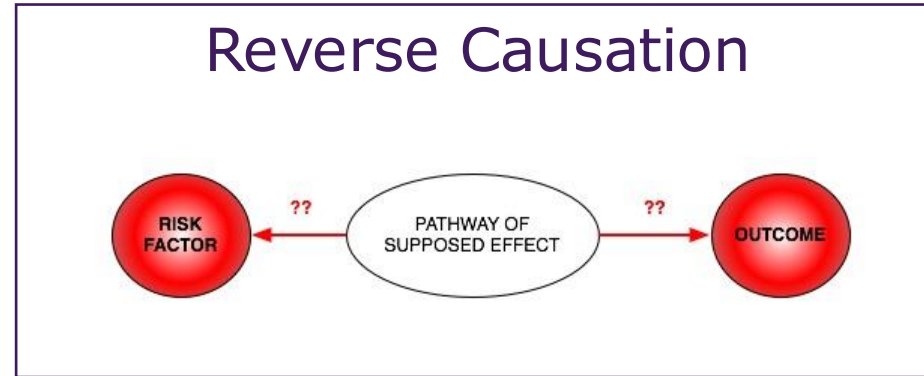 Reverse Causation
??
??
RISK
FACTOR
PATHWAY OF
SUPPOSED EFFECT
OUTCOME